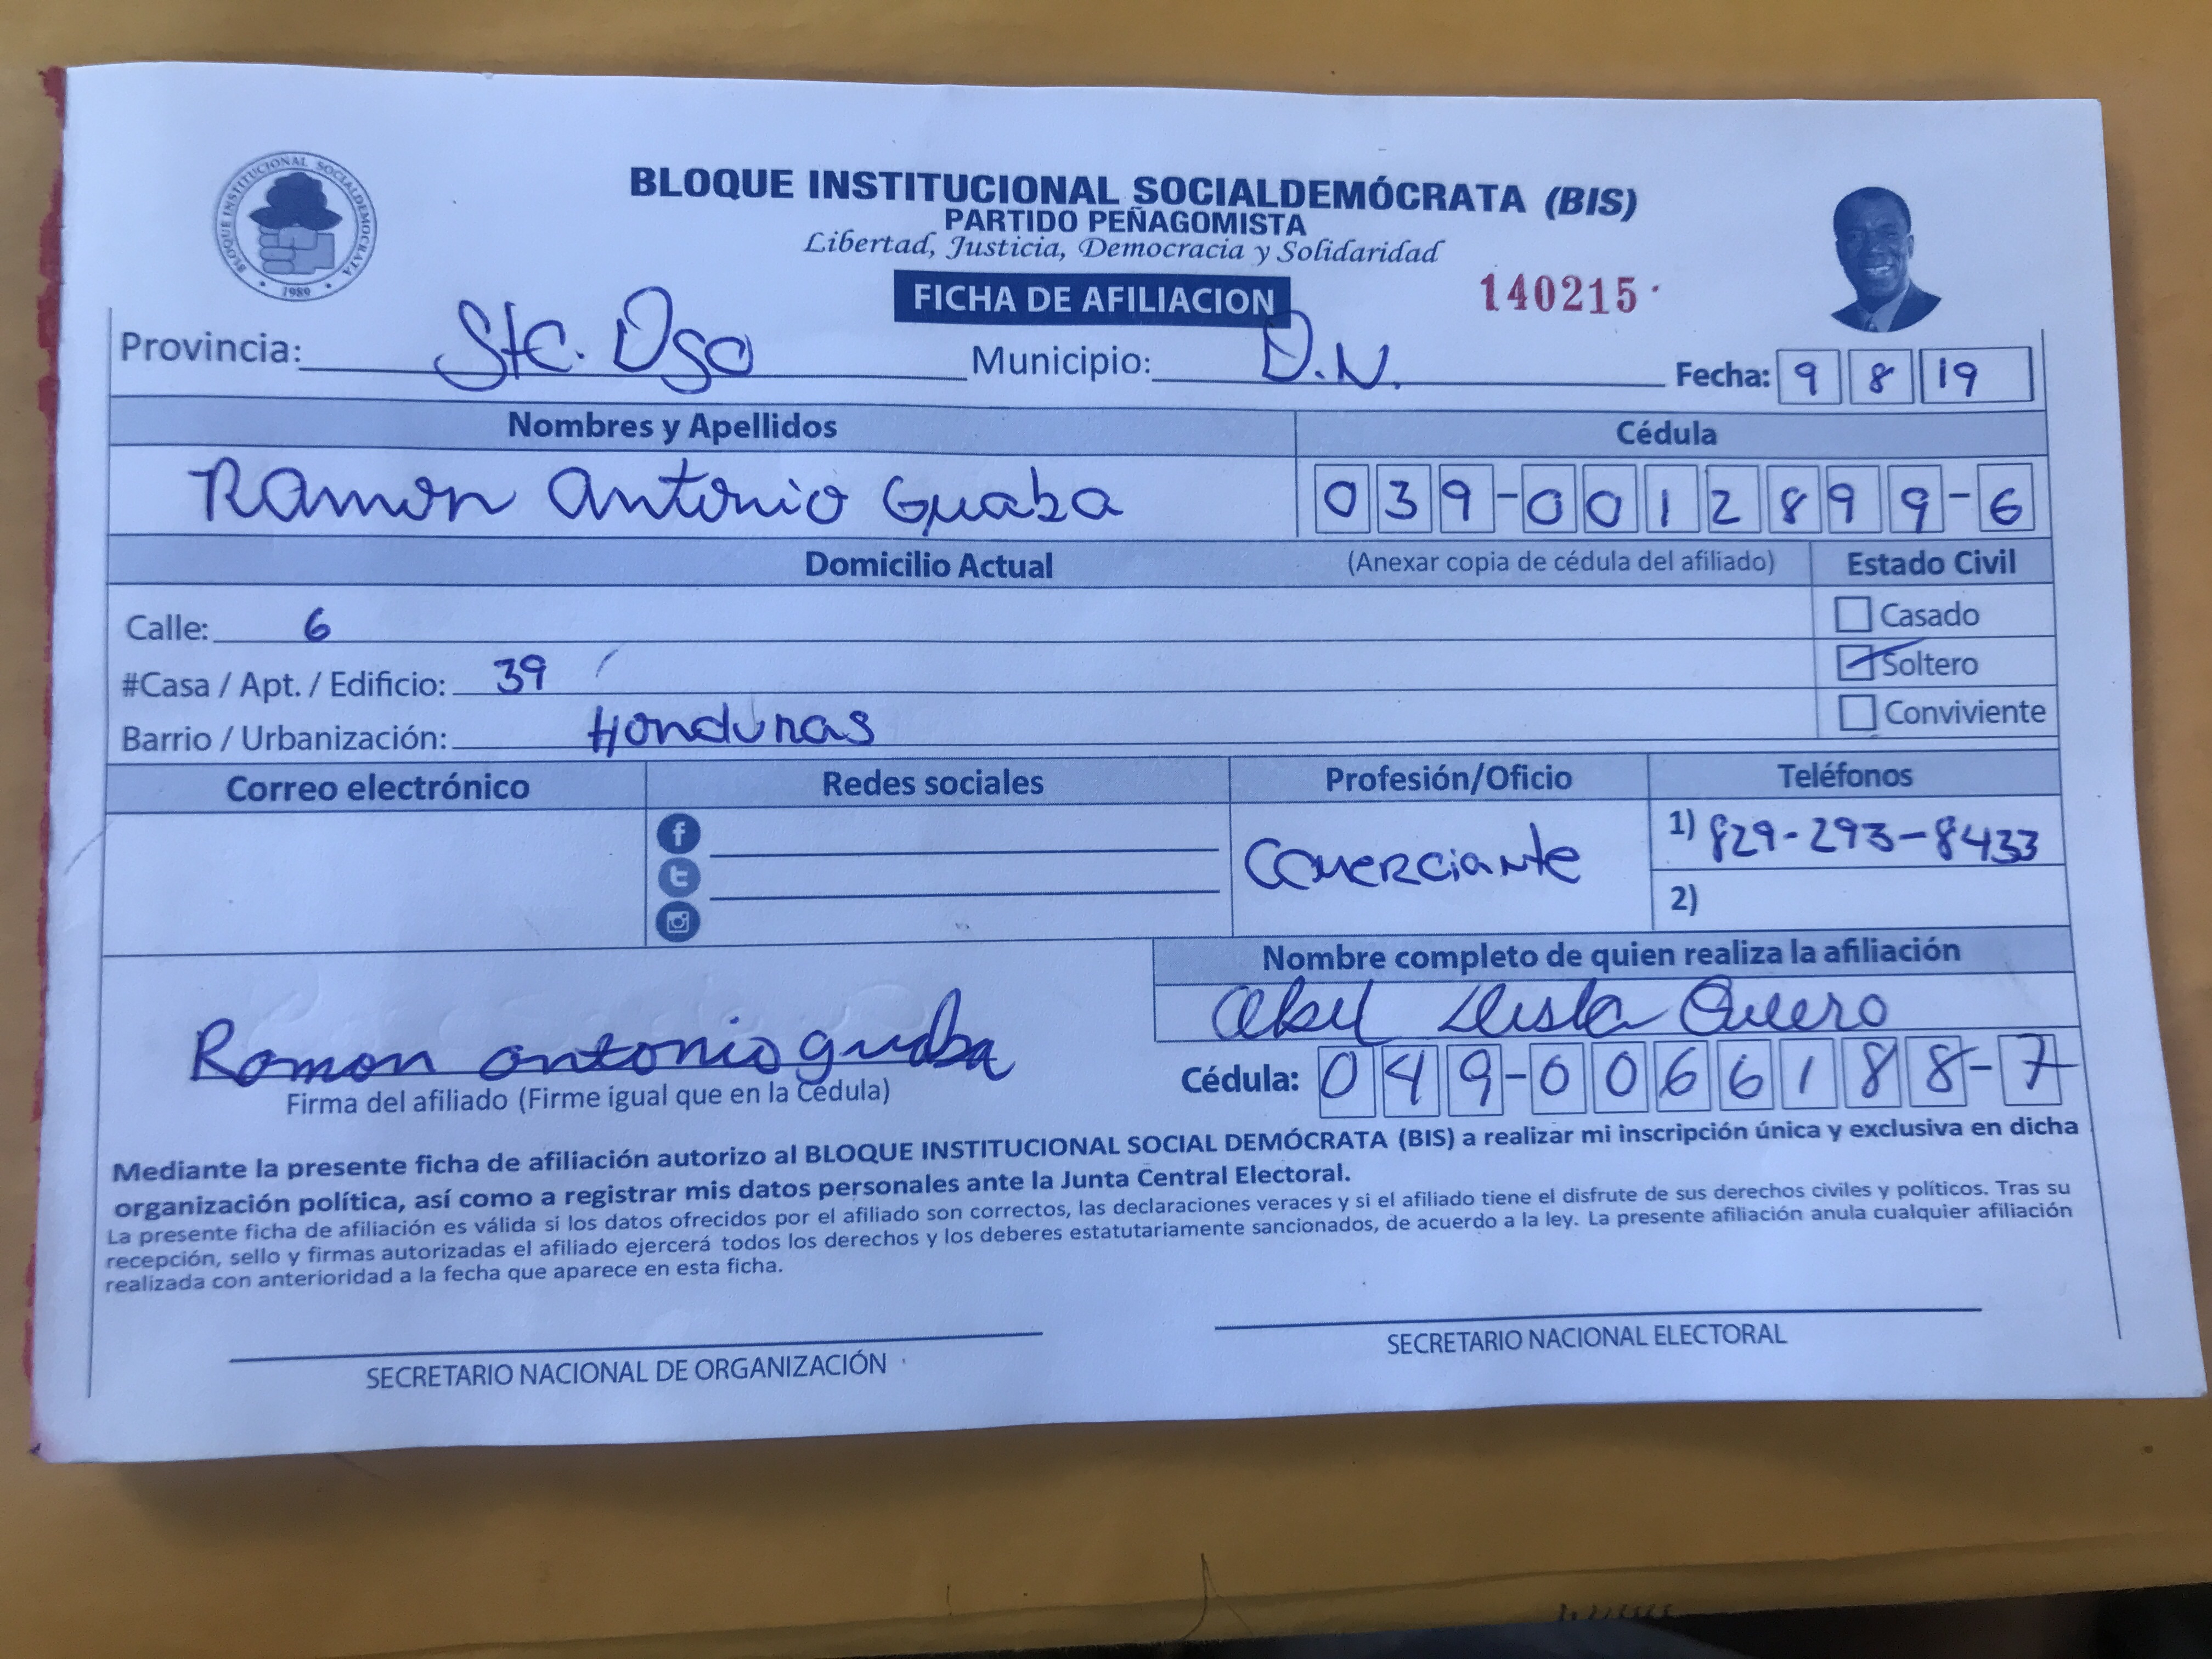 BLOQUE INSTITUCIONAL SOCIALDEMOCRATA
1989
BLOQUE INSTITUCIONAL SOCIALDEMÓCRATA (BIS)
PARTIDO PEÑAGOMISTA
Libertad, Justicia, Democracia y Solidaridad
FICHA DE AFILIACION
140215
Provincia: Sto. Dgo Municipio: D.N. Fecha: 9 8 19
Nombres y Apellidos Cédula
Ramon Antonio Guaba 039-0012899-6
Domicilio Actual (Anexar copia de cédula del afiliado) Estado Civil
Calle: 6 Casado
#Casa / Apt. / Edificio: 39 Soltero
Barrio / Urbanización: Honduras Conviviente
Correo electrónico Redes sociales Profesión/Oficio Teléfonos
Comerciante 1) 829-293-8433
2)
Nombre completo de quien realiza la afiliación
Ramon antonio guaba
Firma del afiliado (Firme igual que en la Cédula) Cédula: 049-0066188-7
Mediante la presente ficha de afiliación autorizo al BLOQUE INSTITUCIONAL SOCIAL DEMÓCRATA (BIS) a realizar mi inscripción única y exclusiva en dicha
organización política, así como a registrar mis datos personales ante la Junta Central Electoral.
La presente ficha de afiliación es válida si los datos ofrecidos por el afiliado son correctos, las declaraciones veraces y si el afiliado tiene el disfrute de sus derechos civiles y políticos. Tras su
recepción, sello y firmas autorizadas el afiliado ejercerá todos los derechos y los deberes estatutariamente sancionados, de acuerdo a la ley. La presente afiliación anula cualquier afiliación
realizada con anterioridad a la fecha que aparece en esta ficha.
SECRETARIO NACIONAL DE ORGANIZACIÓN SECRETARIO NACIONAL ELECTORAL